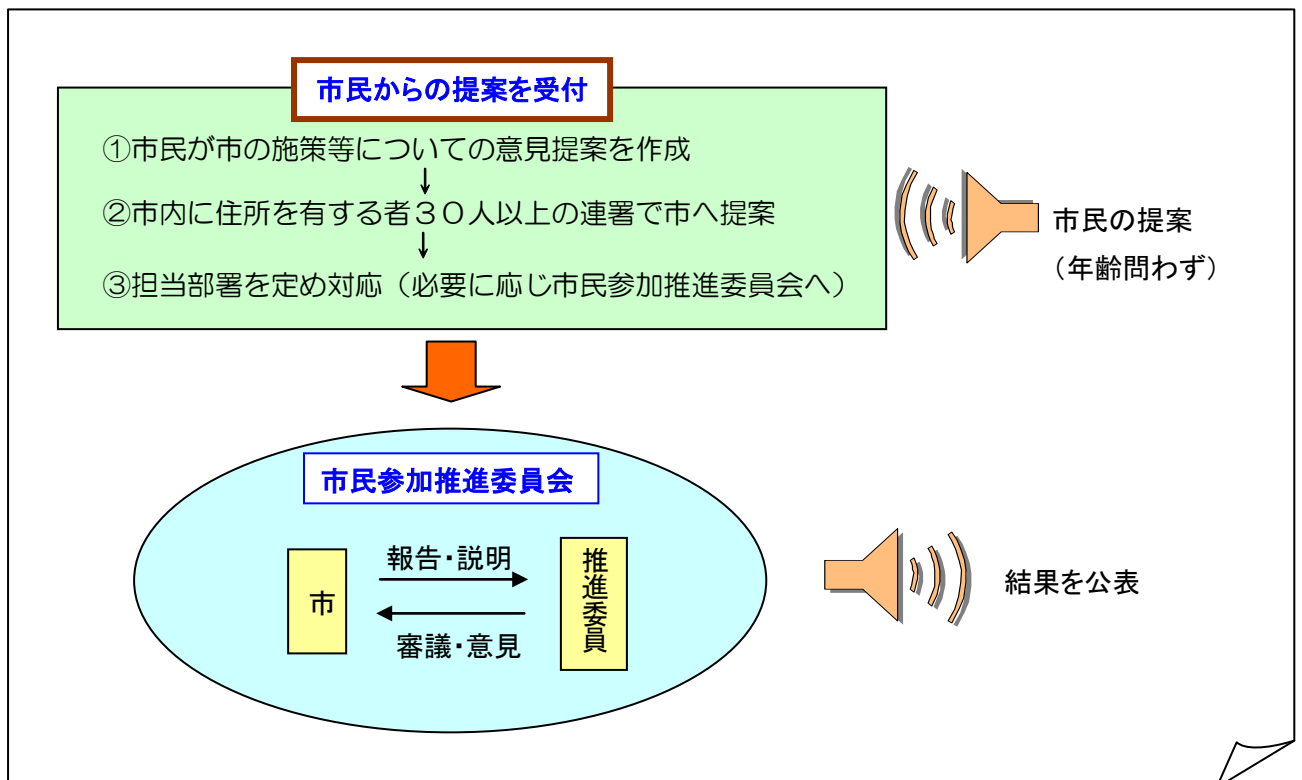 市民からの提案を受付
①市民が市の施策等についての意見提案を作成
↓
②市内に住所を有する者３０人以上の連署で市へ提案
↓
③担当部署を定め対応（必要に応じ市民参加推進委員会へ）
市民の提案
（年齢問わず）
市民参加推進委員会
市
報告・説明
審議・意見
推進委員
結果を公表